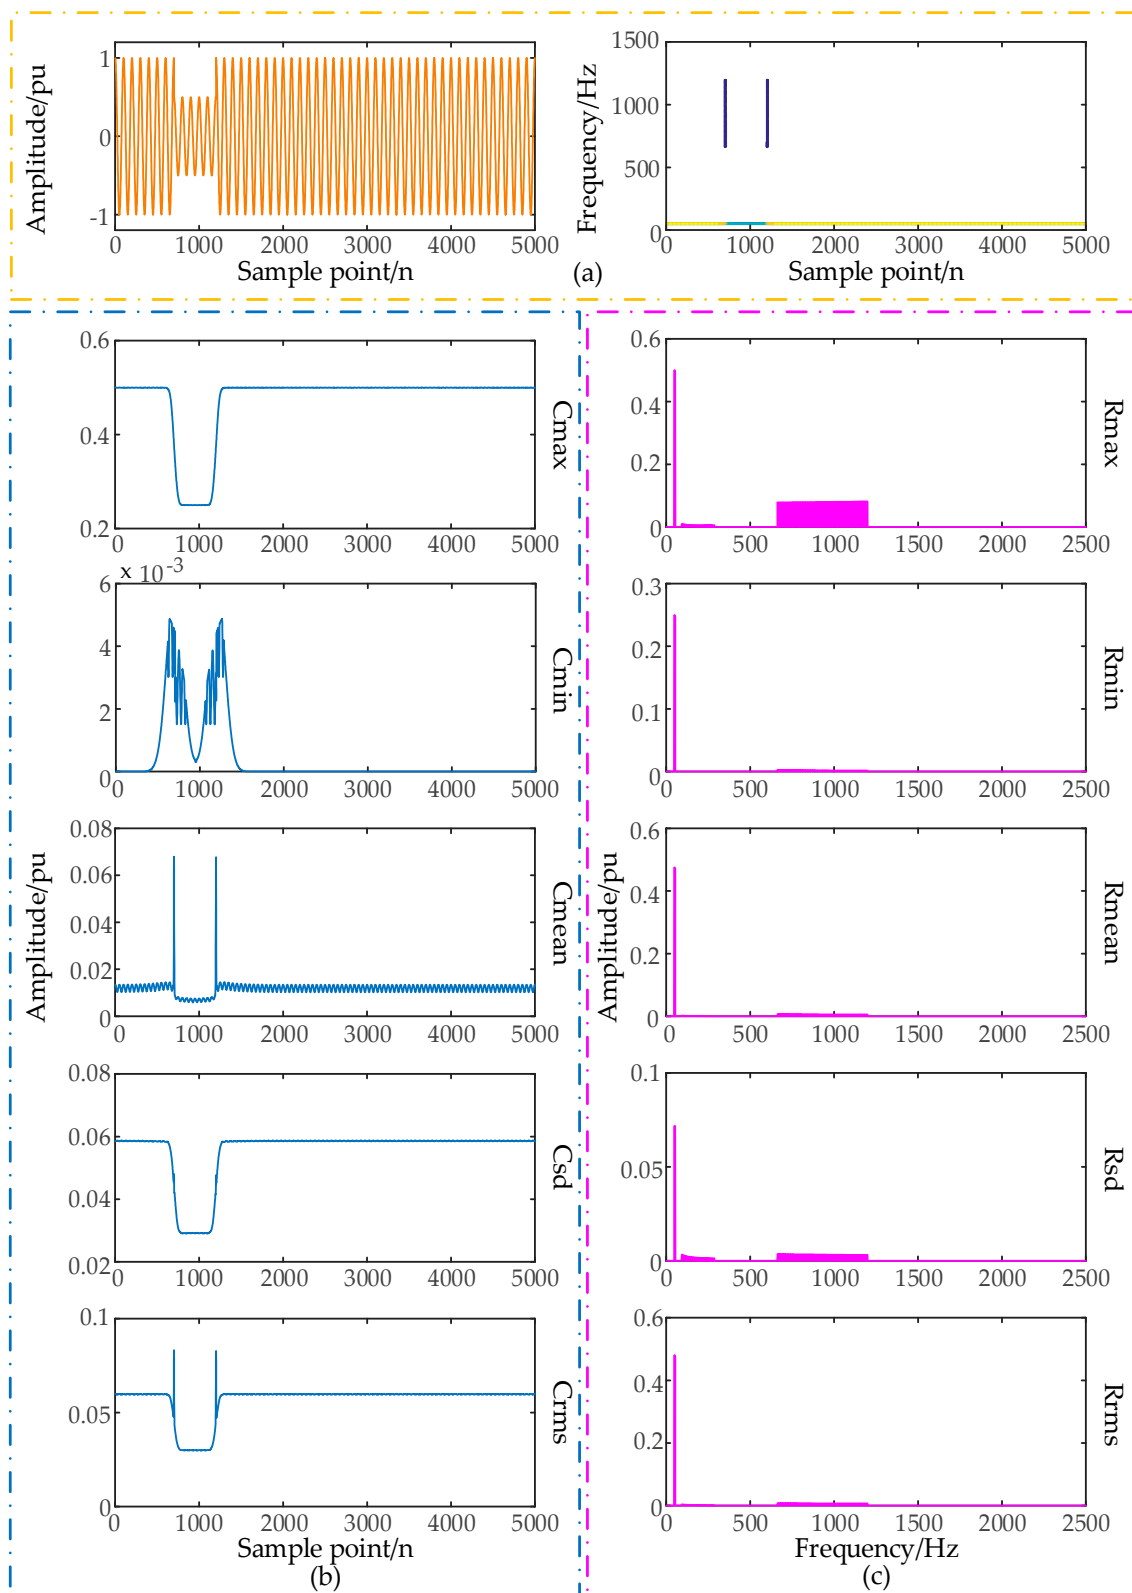 1
0
-1
Amplitude/pu
0 1000 2000 3000 4000 5000
Sample point/n
1500
1000
500
0
Frequency/Hz
0 1000 2000 3000 4000 5000
Sample point/n
(a)
0.6
0.4
0.2
0 1000 2000 3000 4000 5000
Cmax
0.6
0.4
0.2
0
0 500 1000 1500 2000 2500
Rmax
x 10-3
6
4
2
0
0 1000 2000 3000 4000 5000
Cmin
0.3
0.2
0.1
0
0 500 1000 1500 2000 2500
Rmin
0.08
0.06
0.04
0.02
0
Amplitude/pu
0 1000 2000 3000 4000 5000
Cmean
0.6
0.4
0.2
0
Amplitude/pu
0 500 1000 1500 2000 2500
Rmean
0.08
0.06
0.04
0.02
0 1000 2000 3000 4000 5000
Csd
0.1
0.05
0
0 500 1000 1500 2000 2500
Rsd
0.1
0.05
0
0 1000 2000 3000 4000 5000
Crms
Sample point/n
(b)
0.6
0.4
0.2
0
0 500 1000 1500 2000 2500
Rrms
Frequency/Hz
(c)